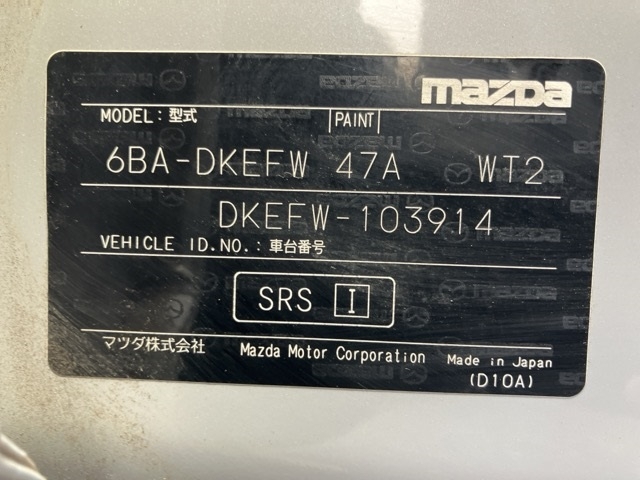 mazda
MODEL：型式 PAINT
6BA-DKEFW 47A WT2
DKEFW-103914
VEHICLE ID.NO.：車台番号
SRS I
マツダ株式会社 Mazda Motor Corporation Made in Japan
(D10A)